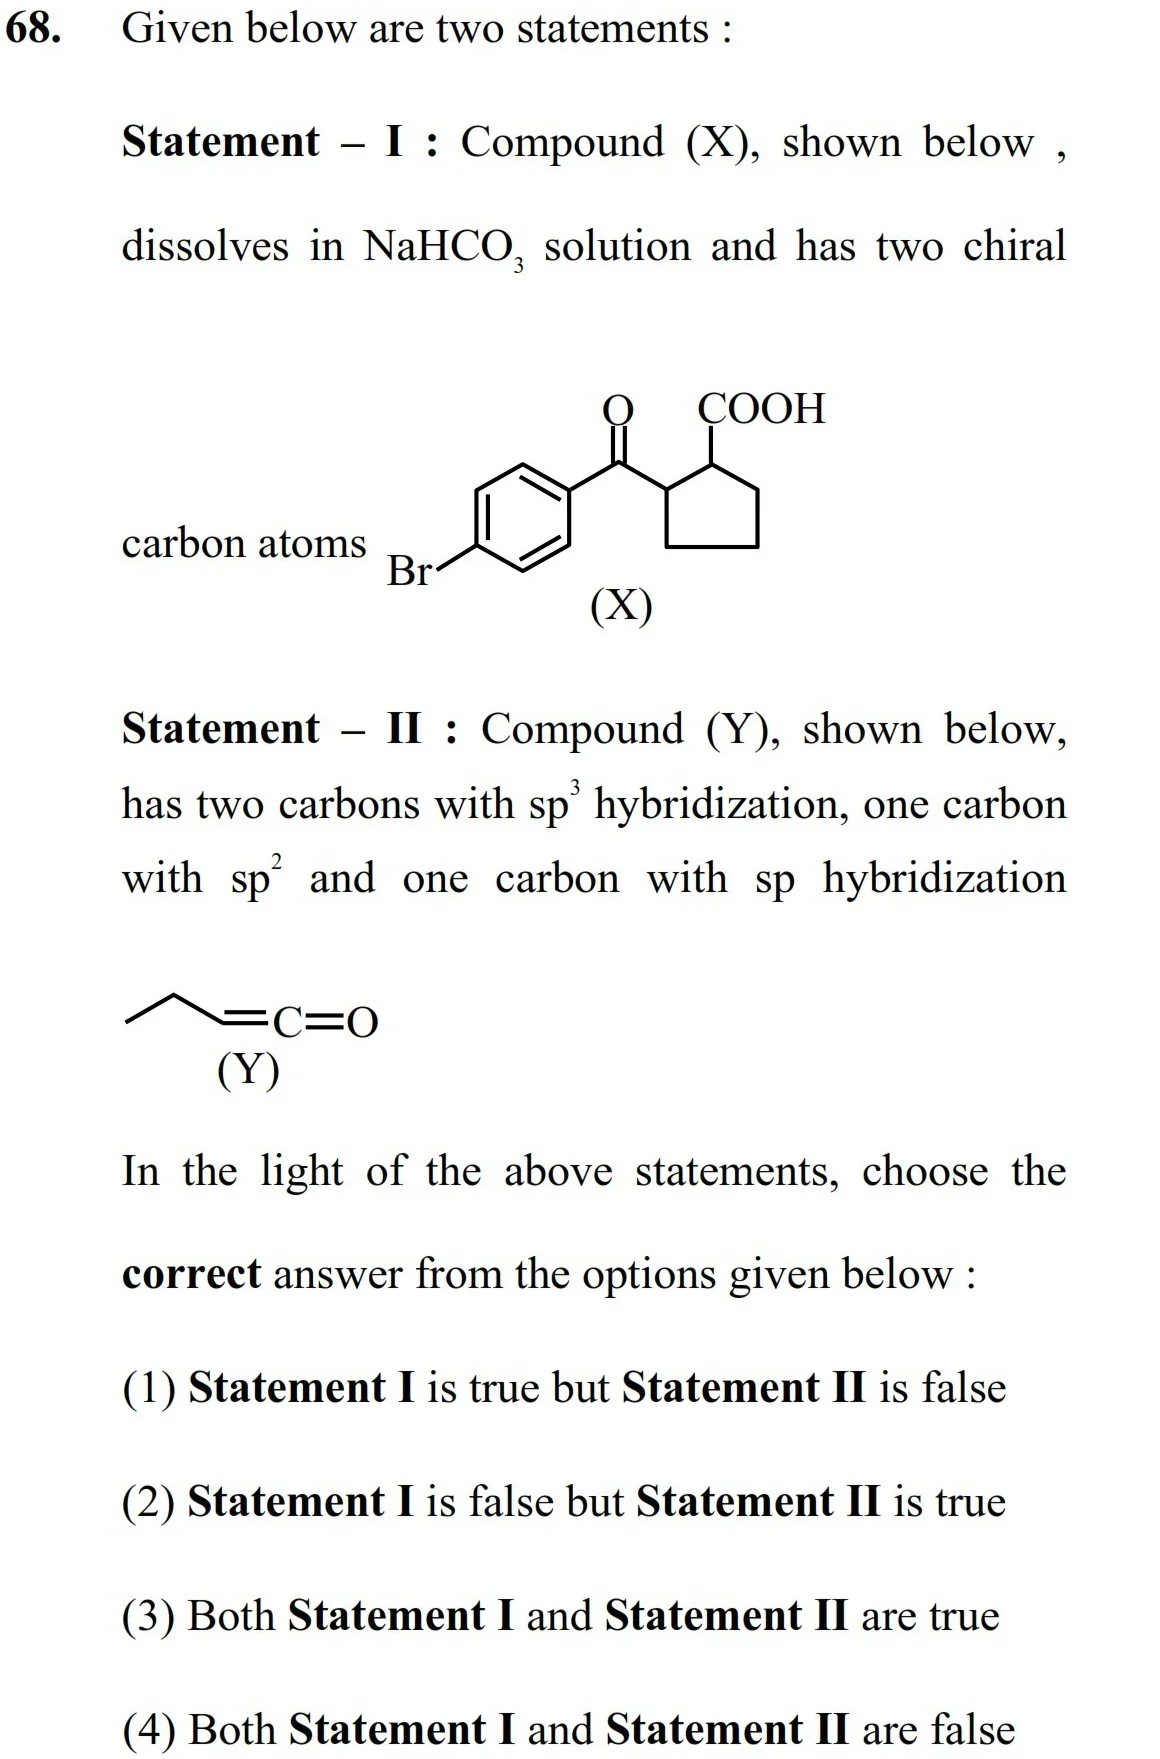 68. Given below are two statements :
Statement – I : Compound (X), shown below ,
dissolves in NaHCO₃ solution and has two chiral
O COOH
carbon atoms
Br
(X)
Statement – II : Compound (Y), shown below,
has two carbons with sp³ hybridization, one carbon
with sp² and one carbon with sp hybridization
C=O
(Y)
In the light of the above statements, choose the
correct answer from the options given below :
(1) Statement I is true but Statement II is false
(2) Statement I is false but Statement II is true
(3) Both Statement I and Statement II are true
(4) Both Statement I and Statement II are false